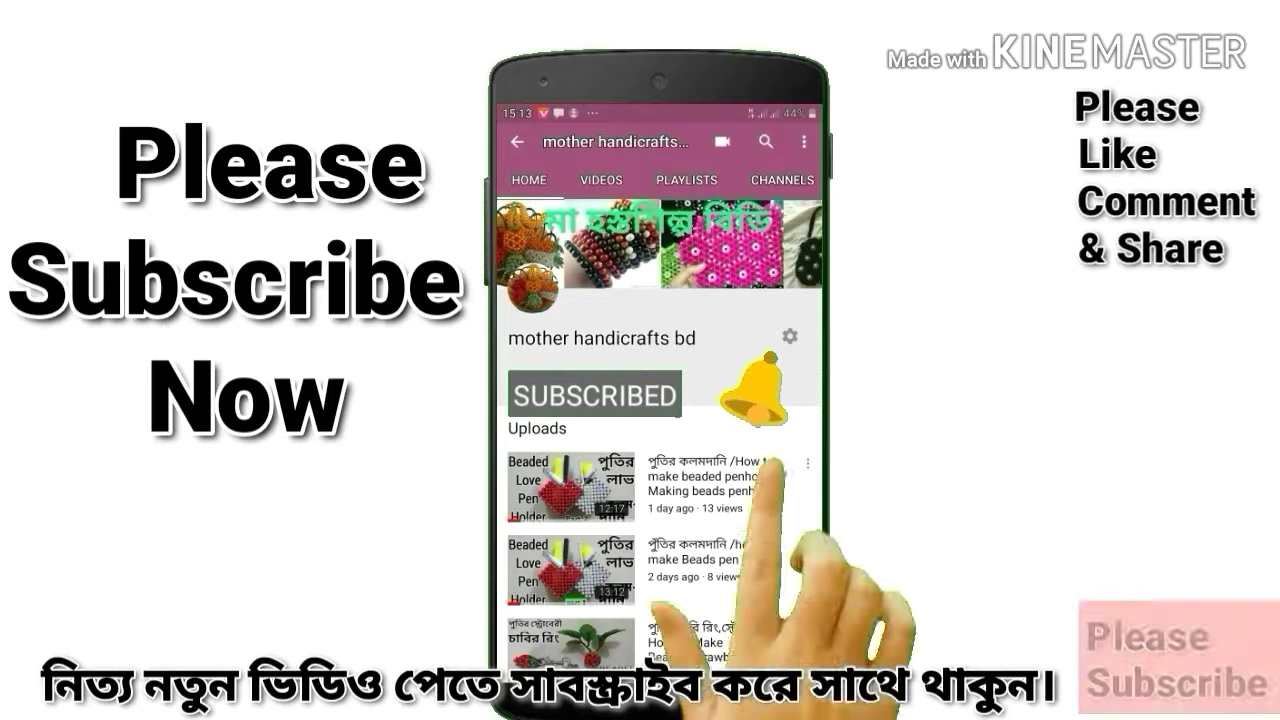 Made with KINEMASTER
Please
Subscribe
Now
Please
Like
Comment
& Share
15:13
44%
mother handicrafts...
HOME VIDEOS PLAYLISTS CHANNELS
মা হস্তশিল্প বিডি
mother handicrafts bd
SUBSCRIBED
Uploads
Beaded
Love
Pen
Holder
পুতির
লাভ
12:17
পুতির কলমদানি /How
make beaded penho
Making beads penh
1 day ago · 13 views
Beaded
Love
Pen
Holder
পুতির
লাভ
13:12
পুঁতির কলমদানি /he
make Beads pen
2 days ago · 8 view
পুতির স্ট্রোবেরী
চাবির রিং
রি রিং,স্ট্রৌ
Make
নিত্য নতুন ভিডিও পেতে সাবস্ক্রাইব করে সাথে থাকুন।
Please
Subscribe